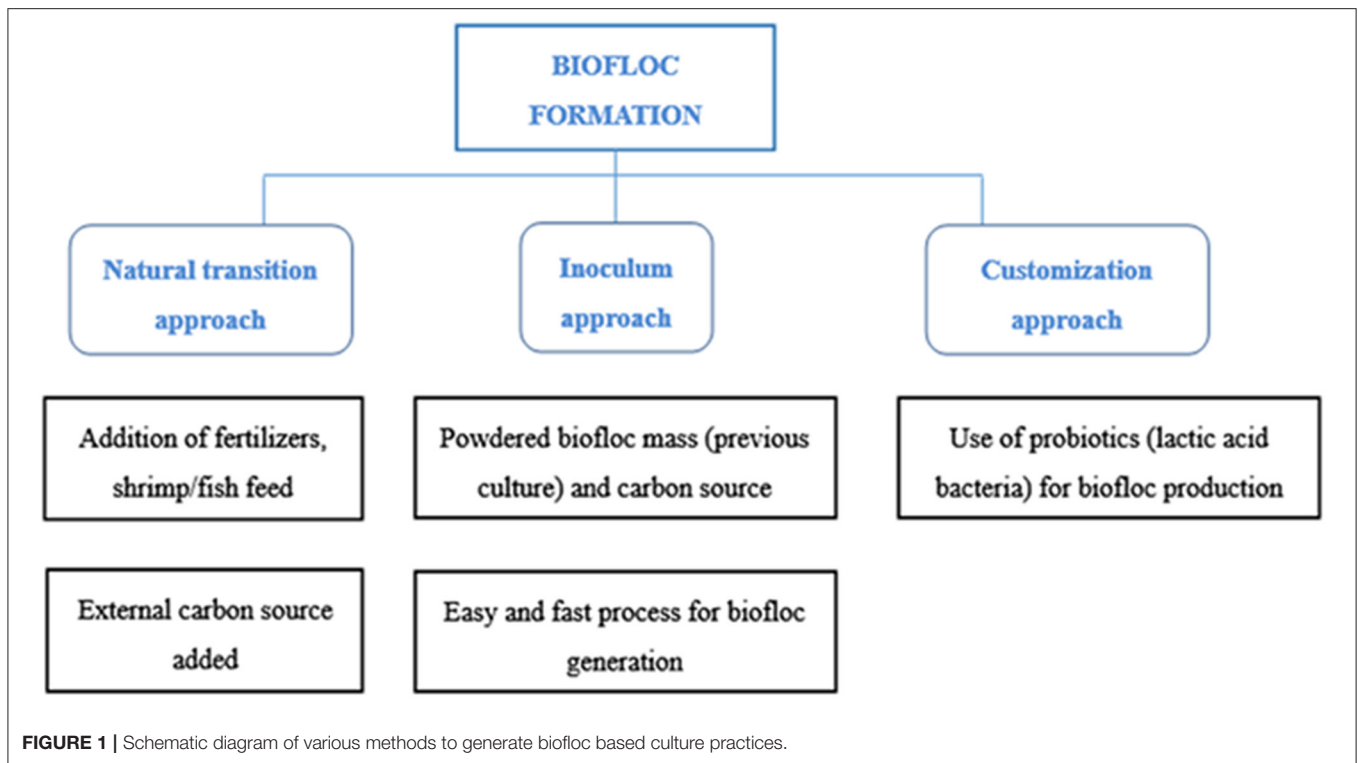 BIOFLOC
FORMATION
Natural transition
approach
Inoculum
approach
Customization
approach
Addition of fertilizers,
shrimp/fish feed
Powdered biofloc mass (previous
culture) and carbon source
Use of probiotics (lactic acid
bacteria) for biofloc production
External carbon source
added
Easy and fast process for biofloc
generation
FIGURE 1 | Schematic diagram of various methods to generate biofloc based culture practices.